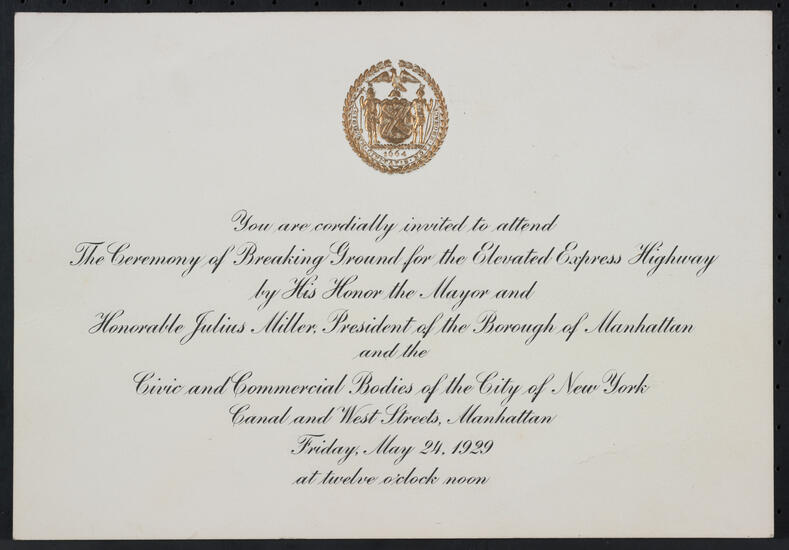 1664
You are cordially invited to attend
The Ceremony of Breaking Ground for the Elevated Express Highway
by His Honor the Mayor and
Honorable Julius Miller, President of the Borough of Manhattan
and the
Civic and Commercial Bodies of the City of New York
Canal and West Streets, Manhattan
Friday, May 24, 1929
at twelve o'clock noon